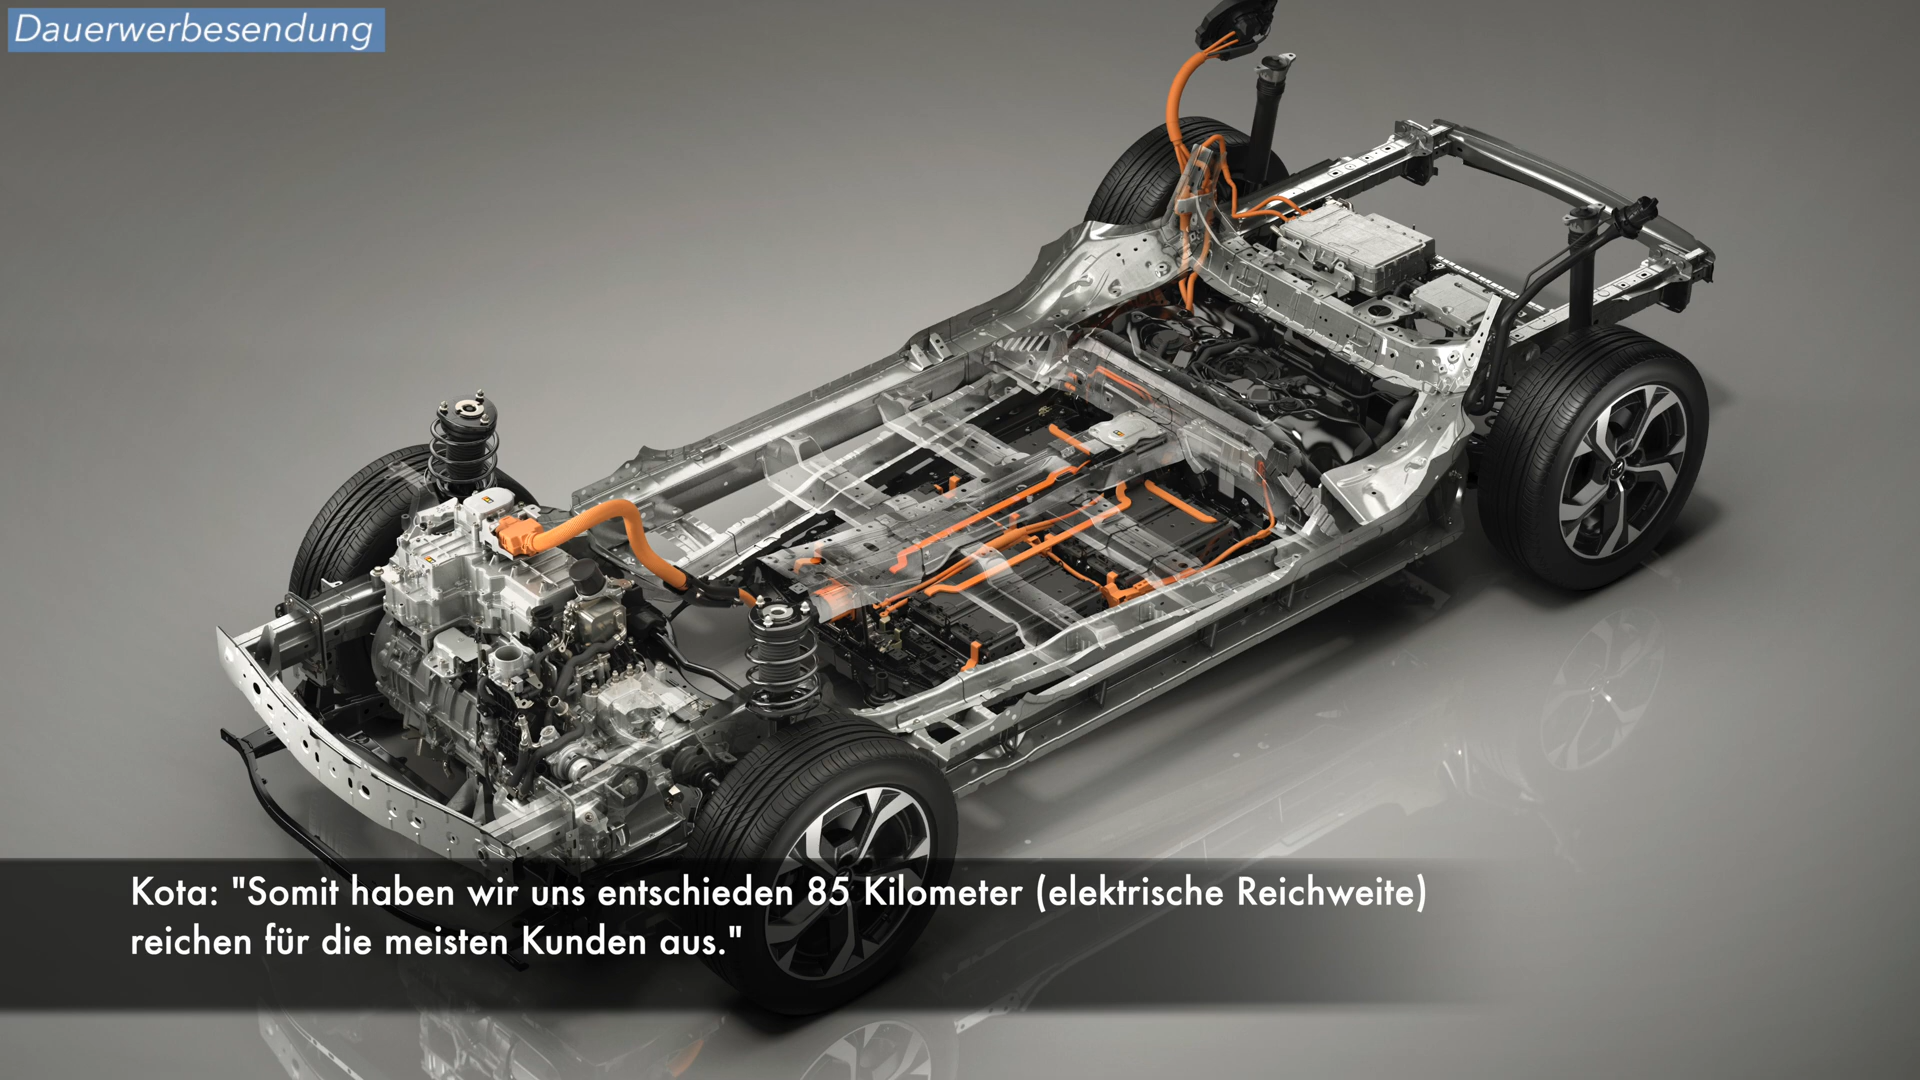 Dauerwerbesendung
Kota: "Somit haben wir uns entschieden 85 Kilometer (elektrische Reichweite)
reichen für die meisten Kunden aus."